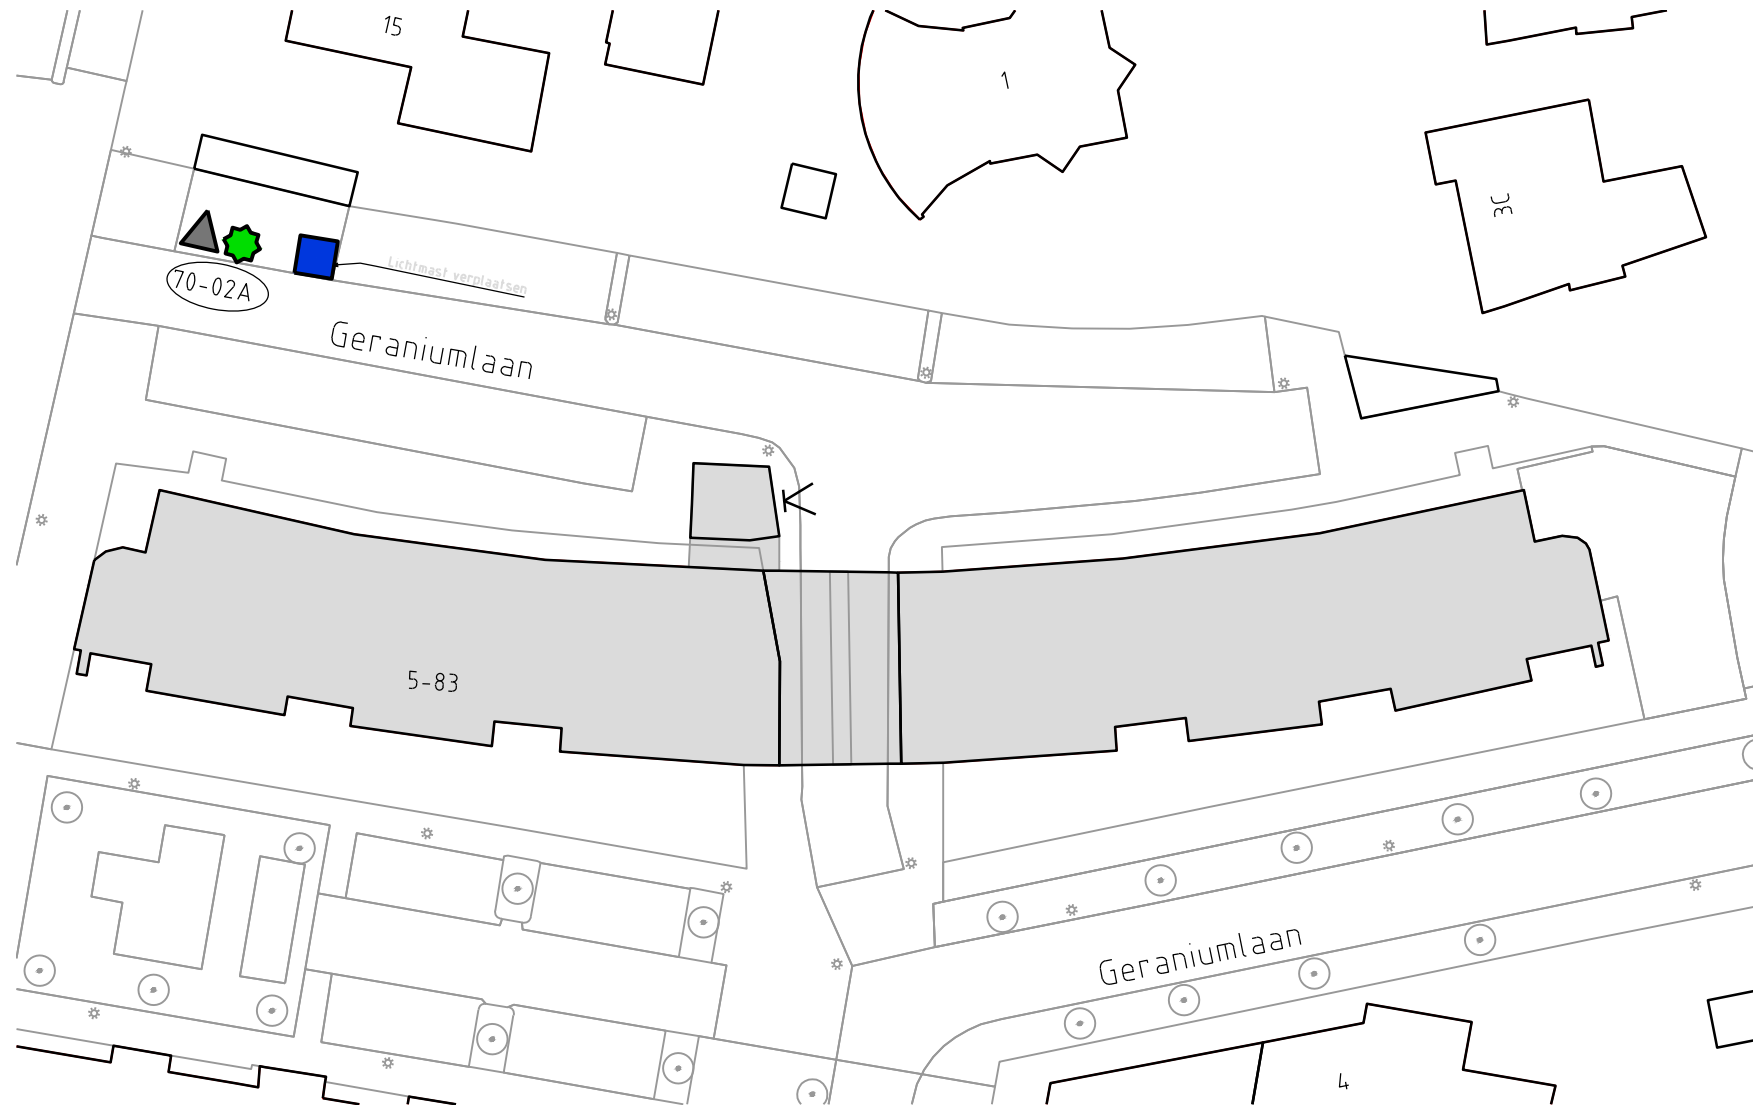 15
1
3C
Lichtmast verplaatsen
70-02A
Geraniumlaan
5-83
Geraniumlaan
4